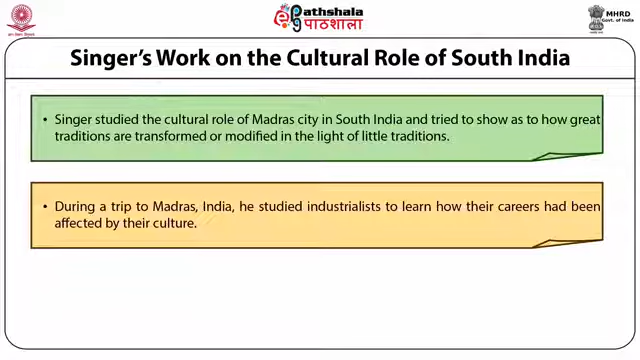 Pathshala
पाठशाला
MHRD
Govt. of India
Singer's Work on the Cultural Role of South India
• Singer studied the cultural role of Madras city in South India and tried to show as to how great
traditions are transformed or modified in the light of little traditions.
• During a trip to Madras, India, he studied industrialists to learn how their careers had been
affected by their culture.